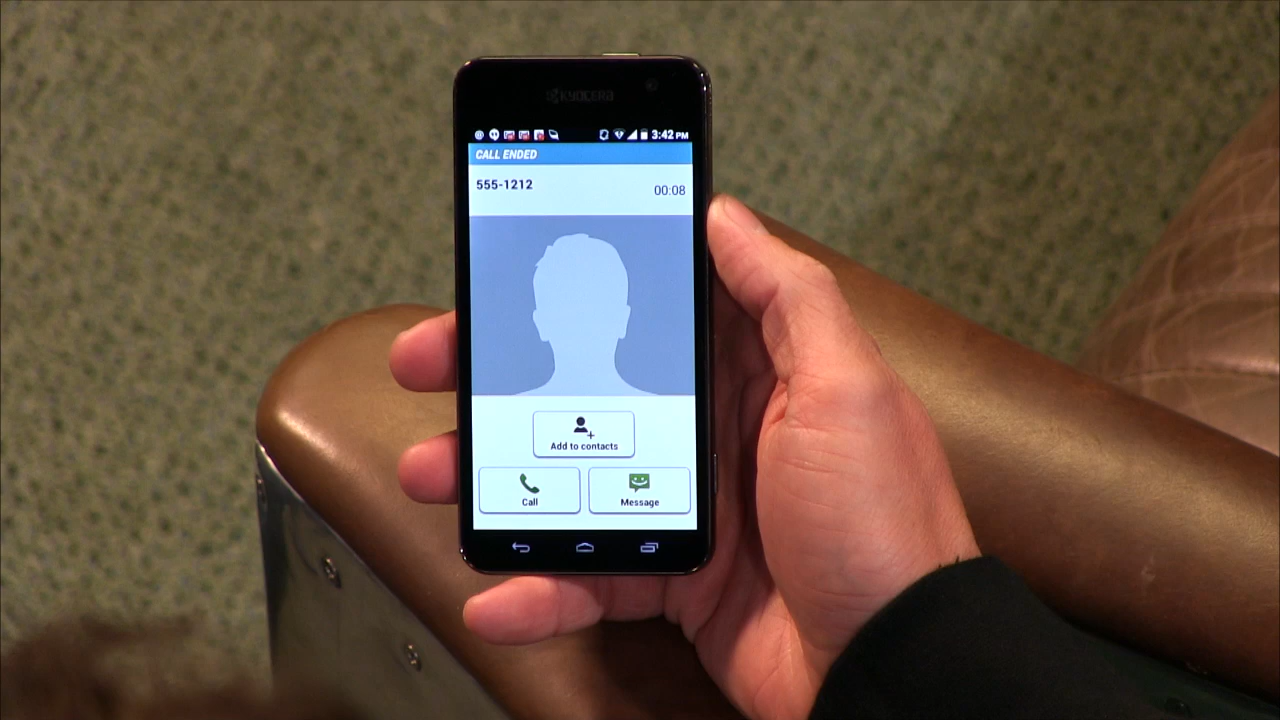 KYOCERA
3:42 PM
CALL ENDED
555-1212
00:08
Add to contacts
Call
Message